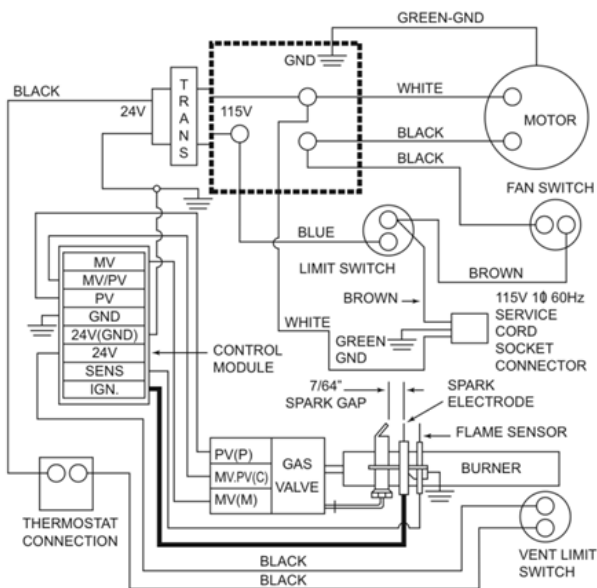 GREEN-GND
GND
BLACK
24V
TRANS
115V
WHITE
MOTOR
BLACK
BLACK
FAN SWITCH
BLUE
LIMIT SWITCH
BROWN
BROWN
115V 1ϕ 60Hz
SERVICE
CORD
SOCKET
CONNECTOR
WHITE
GREEN
GND
MV
MV/PV
PV
GND
24V(GND)
24V
SENS
IGN.
CONTROL
MODULE
7/64"
SPARK GAP
SPARK
ELECTRODE
FLAME SENSOR
PV(P)
MV.PV(C)
MV(M)
GAS
VALVE
BURNER
THERMOSTAT
CONNECTION
BLACK
BLACK
VENT LIMIT
SWITCH